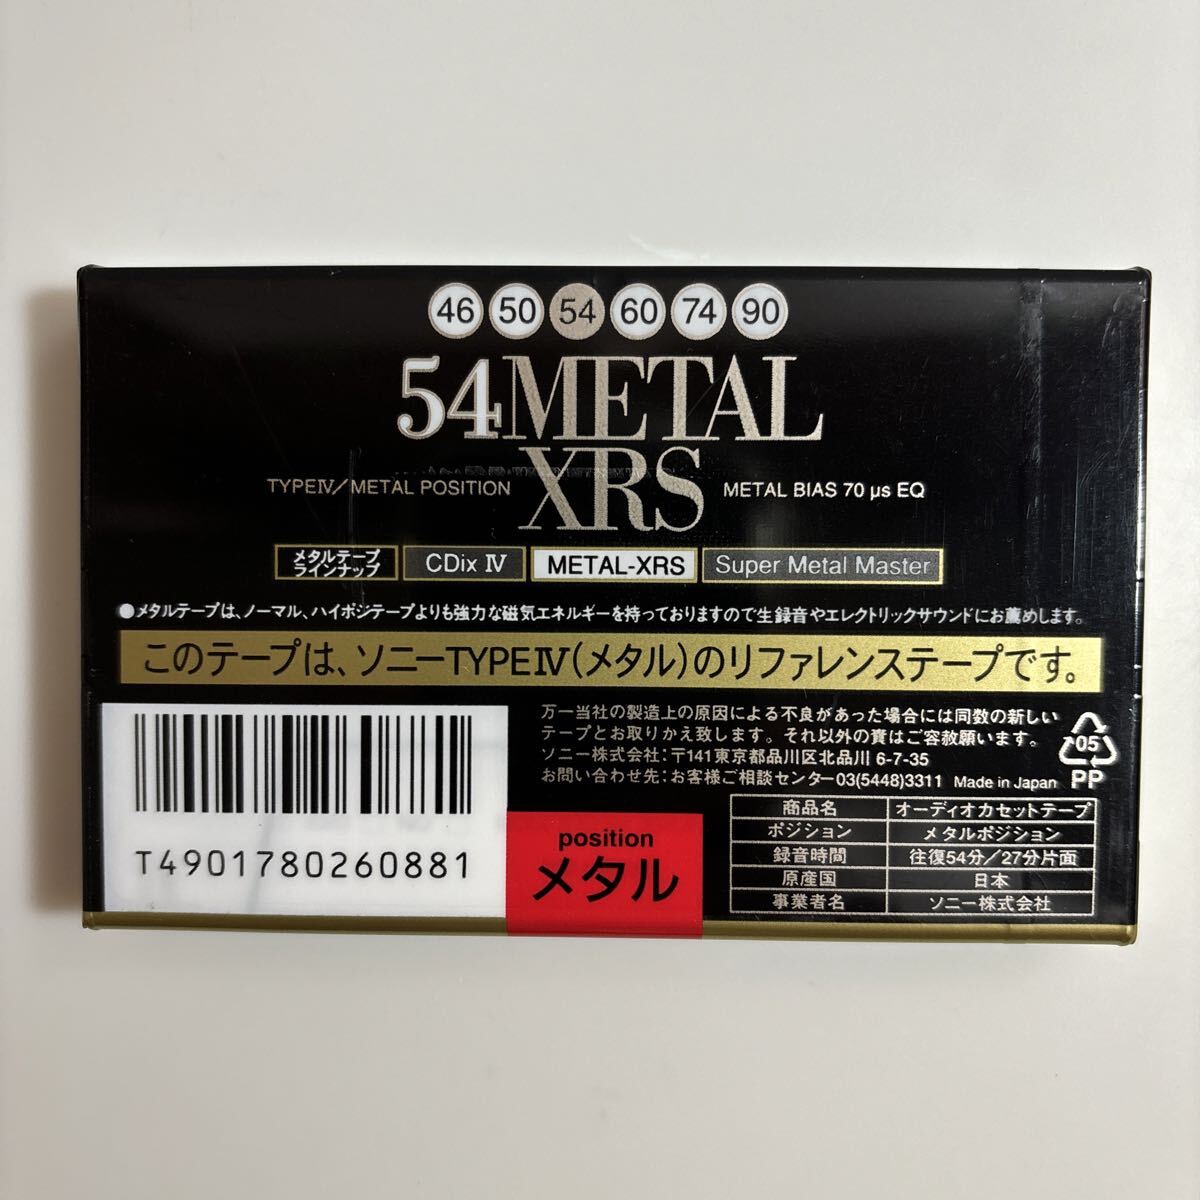 46 50 54 60 74 90
54METAL
XRS
TYPEⅣ/METAL POSITION
METAL BIAS 70 µs EQ
メタルテープ
ラインナップ
CDix Ⅳ
METAL-XRS
Super Metal Master
●メタルテープは、ノーマル、ハイポジテープよりも強力な磁気エネルギーを持っておりますので生録音やエレクトリックサウンドにお薦めします。
このテープは、ソニーTYPEⅣ(メタル)のリファレンステープです。
万一当社の製造上の原因による不良があった場合には同数の新しい
テープとお取りかえ致します。それ以外の責はご容赦願います。
ソニー株式会社:〒141東京都品川区北品川 6-7-35
お問い合わせ先:お客様ご相談センター03(5448)3311 Made in Japan
05
PP
T4901780260881
position
メタル
商品名 オーディオカセットテープ
ポジション メタルポジション
録音時間 往復54分/27分片面
原産国 日本
事業者名 ソニー株式会社